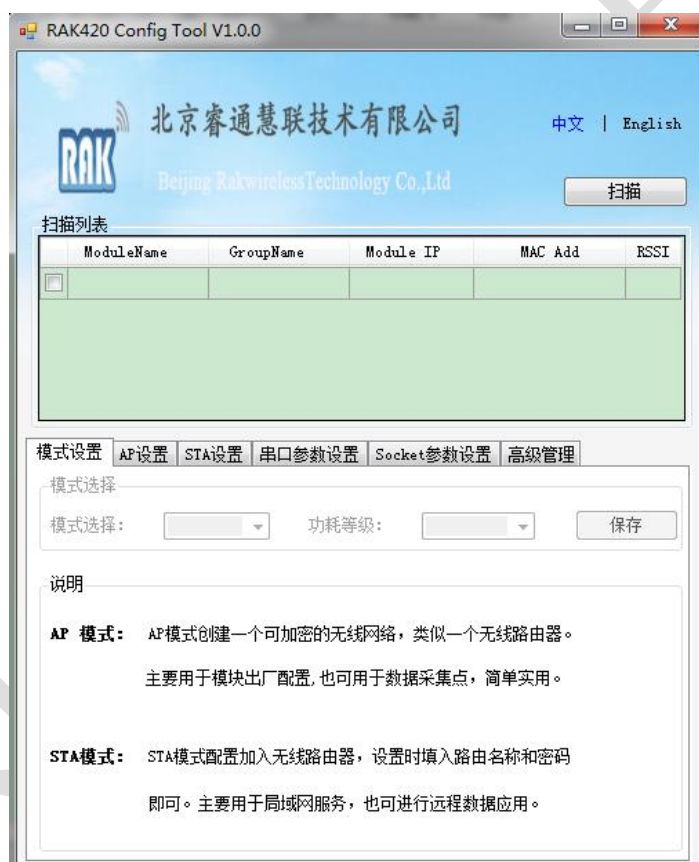 RAK420 Config Tool V1.0.0
北京睿通慧联技术有限公司
中文 | English
RAK
Beijing RakwirelessTechnology Co.,Ltd
扫描
扫描列表
ModuleName GroupName Module IP MAC Add RSSI
模式设置 AP设置 STA设置 串口参数设置 Socket参数设置 高级管理
模式选择
模式选择: 功耗等级: 保存
说明
AP 模式: AP模式创建一个可加密的无线网络，类似一个无线路由器。
主要用于模块出厂配置,也可用于数据采集点，简单实用。
STA模式: STA模式配置加入无线路由器，设置时填入路由名称和密码
即可。主要用于局域网服务，也可进行远程数据应用。